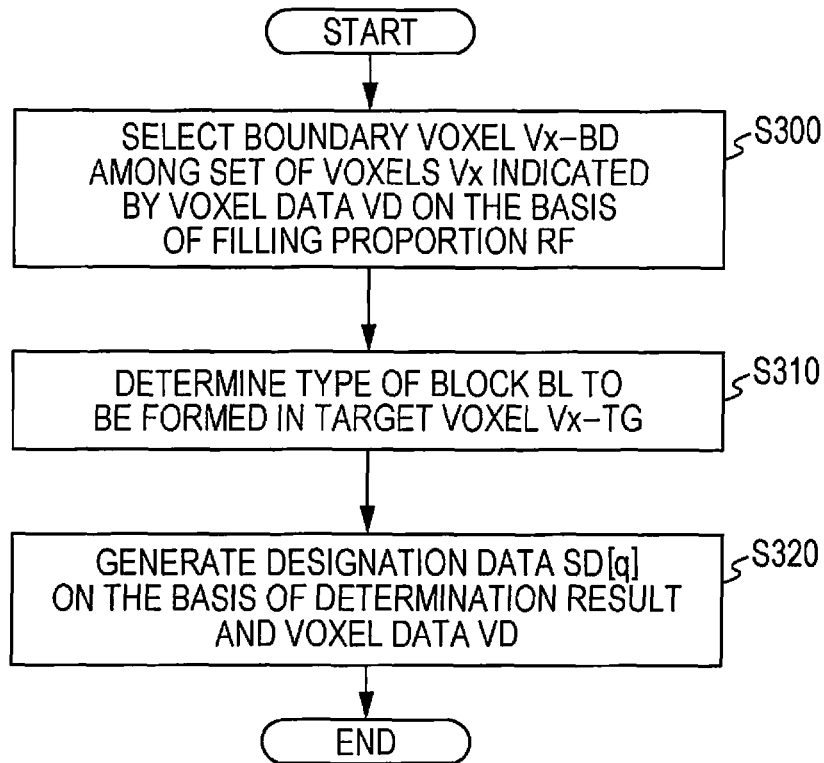 START
SELECT BOUNDARY VOXEL Vx-BD
AMONG SET OF VOXELS Vx INDICATED
BY VOXEL DATA VD ON THE BASIS
OF FILLING PROPORTION RF
S300
DETERMINE TYPE OF BLOCK BL TO
BE FORMED IN TARGET VOXEL Vx-TG
S310
GENERATE DESIGNATION DATA SD[q]
ON THE BASIS OF DETERMINATION RESULT
AND VOXEL DATA VD
S320
END